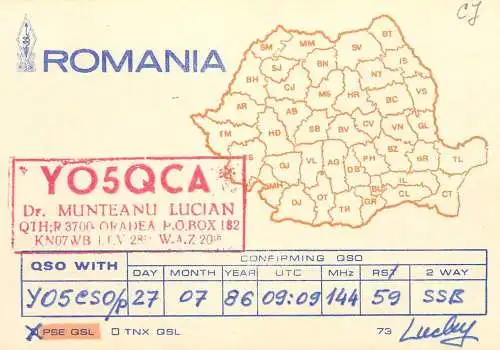 CJ
ROMANIA
SM MM SV BT
SJ BN NT IS
BH CJ MS HR BC VS
AR AB
TM HD SB BV CV VN GL
VL AG PH BZ BR TL
MH GJ DB IL
DJ OT TR GR CL CT
YO5QCA
Dr. MUNTEANU LUCIAN
QTH:R 3700 ORADEA P.O.BOX 182
KN07WB I.T.V 28th W.A.Z 20th
CONFIRMING QSO
QSO WITH DAY MONTH YEAR UTC MHz RS/ 2 WAY
YO5CSO/p 27 07 86 09:09 144 59 SSB
PSE QSL TNX QSL 73 Lucky